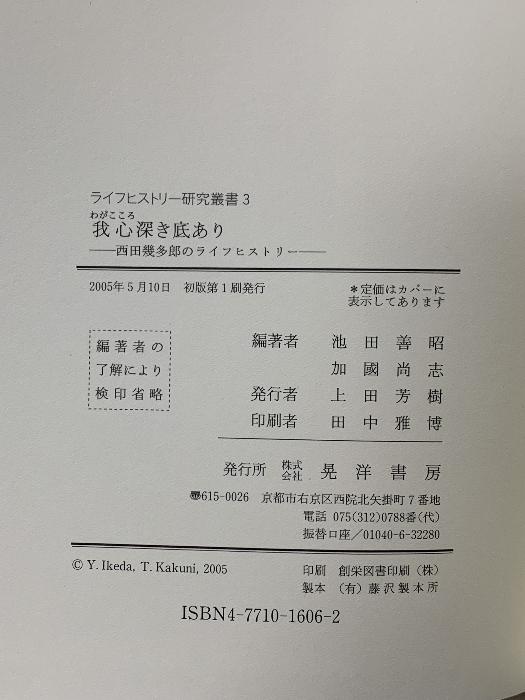 ライフヒストリー研究叢書 3
わがこころ
我心深き底あり
──西田幾多郎のライフヒストリー──
2005年5月10日 初版第1刷発行
＊定価はカバーに
表示してあります
編著者の
了解により
検印省略
編著者 池田善昭
加國尚志
発行者 上田芳樹
印刷者 田中雅博
発行所 株式会社 晃洋書房
〠615-0026 京都市右京区西院北矢掛町7番地
電話 075(312)0788番(代)
振替口座／01040-6-32280
© Y. Ikeda, T. Kakuni, 2005
印刷 創栄図書印刷（株）
製本 （有）藤沢製本所
ISBN4-7710-1606-2